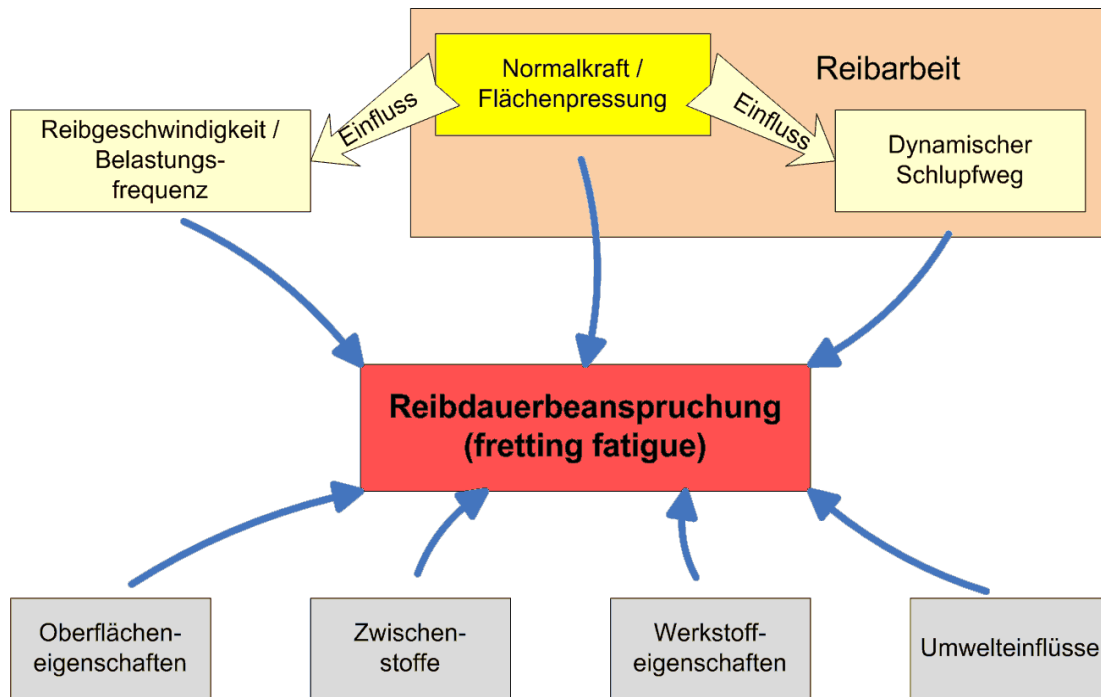 Normalkraft /
Flächenpressung
Reibarbeit
Einfluss
Einfluss
Reibgeschwindigkeit /
Belastungs-
frequenz
Dynamischer
Schlupfweg
Reibdauerbeanspruchung
(fretting fatigue)
Oberflächen-
eigenschaften
Zwischen-
stoffe
Werkstoff-
eigenschaften
Umwelteinflüsse